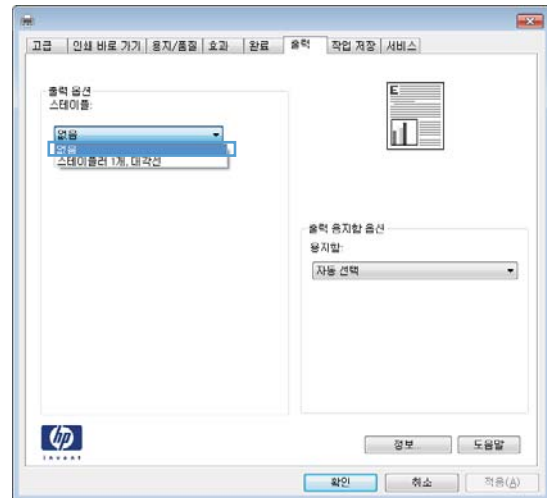 고급 인쇄 바로 가기 용지/품질 효과 완료 출력 작업 저장 서비스
출력 옵션
스테이플:
없음
없음
스테이플러 1개, 대각선
E
출력 용지함 옵션
용지함:
자동 선택
hp
invent
정보...
도움말
확인
취소
적용(A)